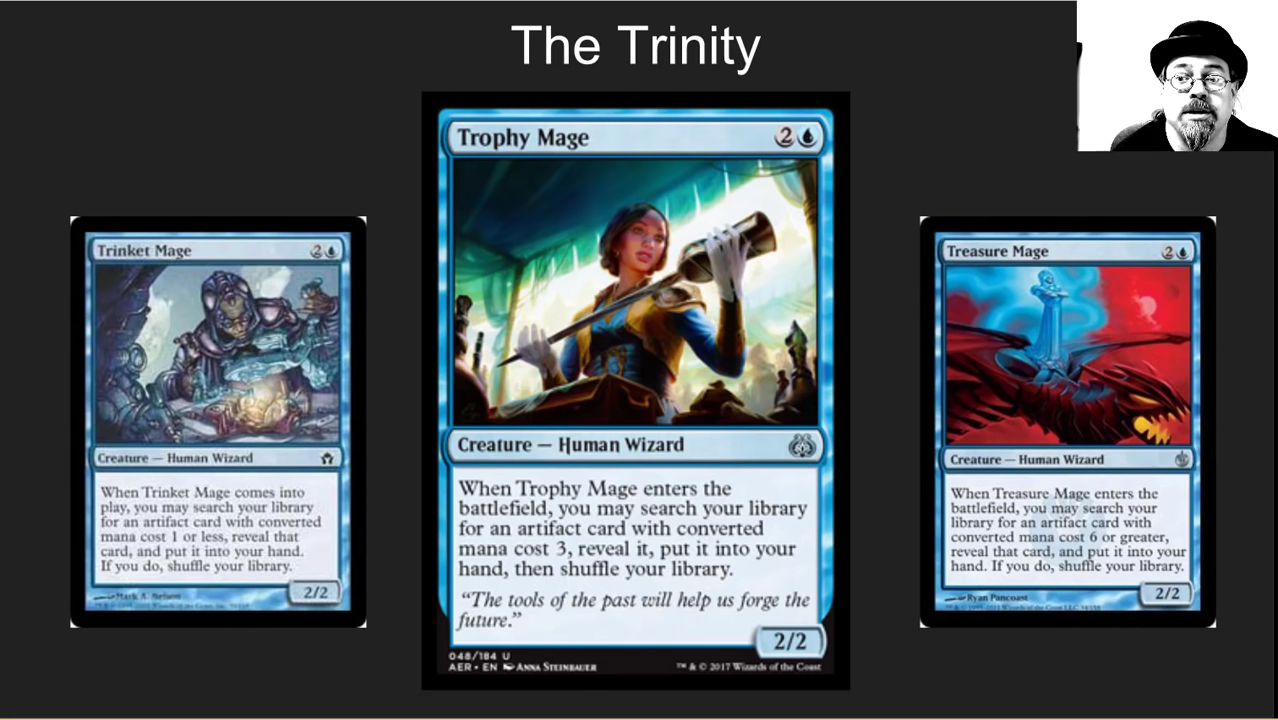 The Trinity
Trinket Mage 2
Creature — Human Wizard
When Trinket Mage comes into
play, you may search your library
for an artifact card with converted
mana cost 1 or less, reveal that
card, and put it into your hand.
If you do, shuffle your library.
2/2
Mark A. Nelson
Trophy Mage 2
Creature — Human Wizard
When Trophy Mage enters the
battlefield, you may search your library
for an artifact card with converted
mana cost 3, reveal it, put it into your
hand, then shuffle your library.
“The tools of the past will help us forge the
future.”
2/2
048/184 U
AER • EN Anna Steinbauer
™ & © 2017 Wizards of the Coast
Treasure Mage 2
Creature — Human Wizard
When Treasure Mage enters the
battlefield, you may search your
library for an artifact card with
converted mana cost 6 or greater,
reveal that card, and put it into your
hand. If you do, shuffle your library.
2/2
Ryan Pancoast